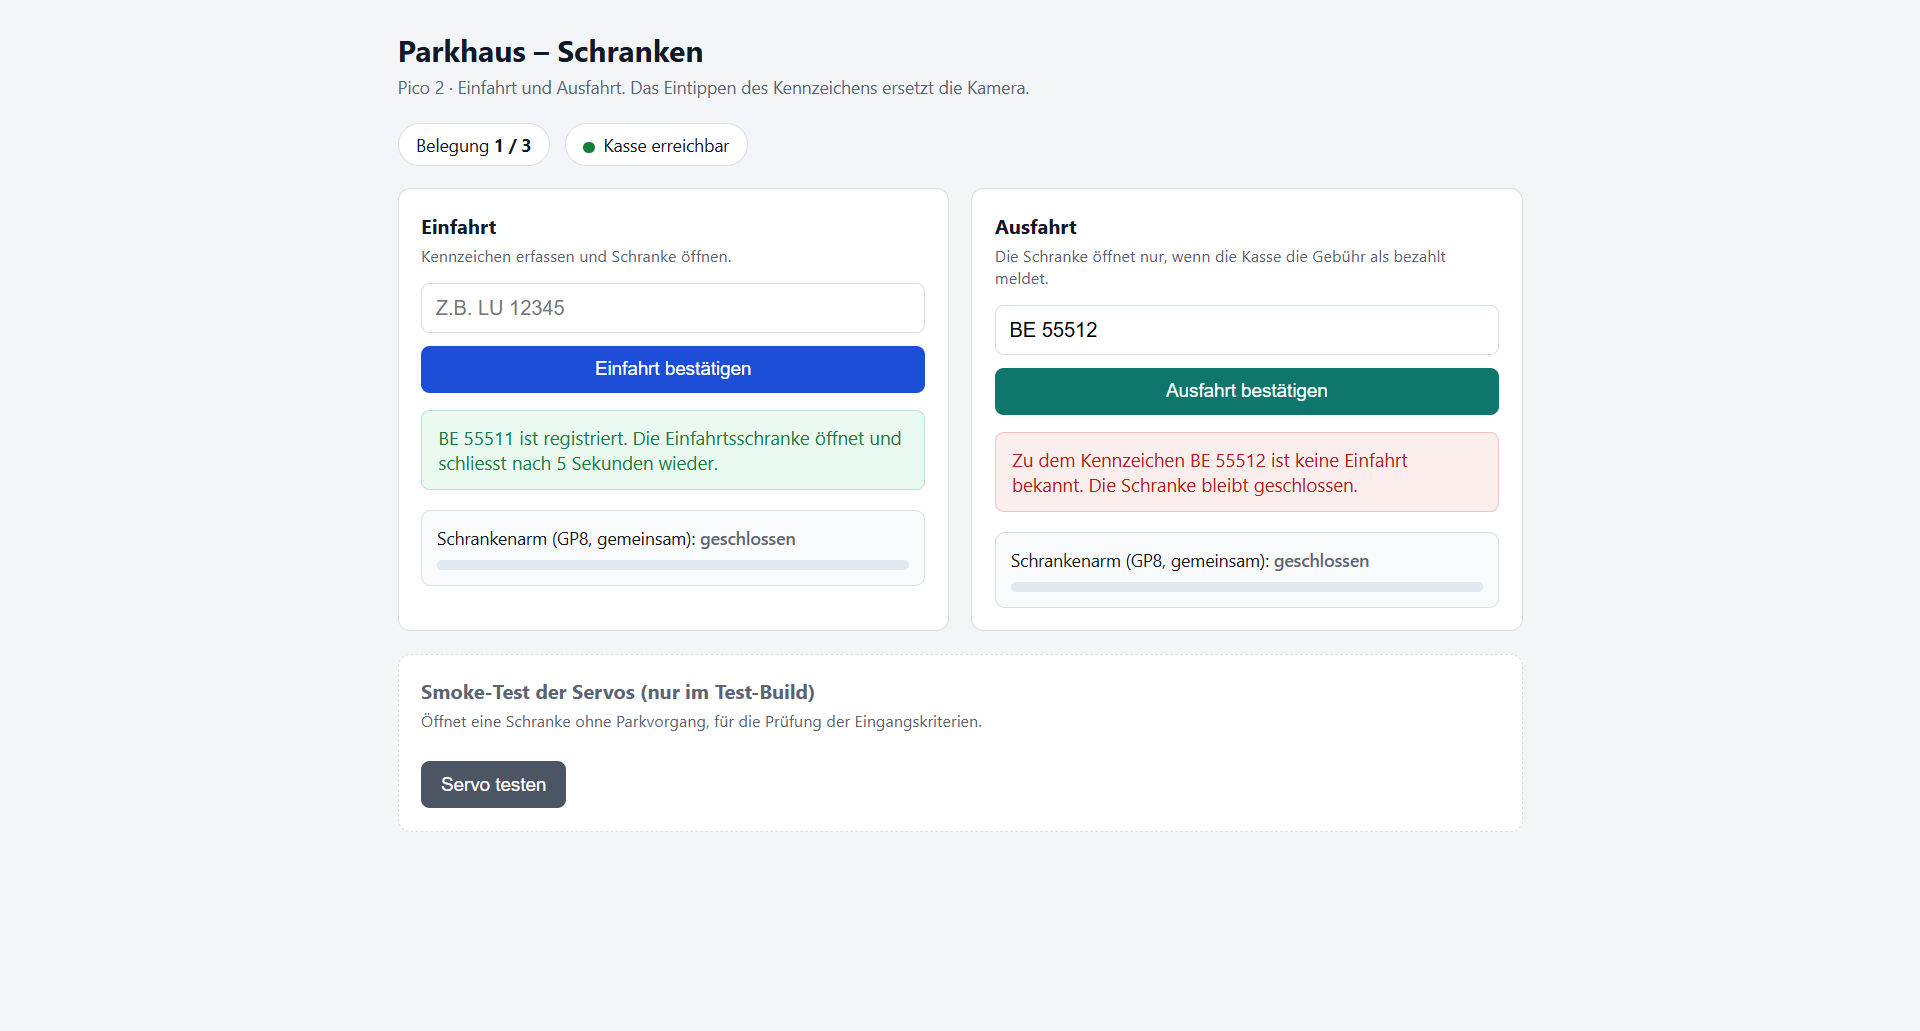 Parkhaus – Schranken
Pico 2 · Einfahrt und Ausfahrt. Das Eintippen des Kennzeichens ersetzt die Kamera.
Belegung 1 / 3
Kasse erreichbar
Einfahrt
Kennzeichen erfassen und Schranke öffnen.
Z.B. LU 12345
Einfahrt bestätigen
BE 55511 ist registriert. Die Einfahrtsschranke öffnet und
schliesst nach 5 Sekunden wieder.
Schrankenarm (GP8, gemeinsam): geschlossen
Ausfahrt
Die Schranke öffnet nur, wenn die Kasse die Gebühr als bezahlt
meldet.
BE 55512
Ausfahrt bestätigen
Zu dem Kennzeichen BE 55512 ist keine Einfahrt
bekannt. Die Schranke bleibt geschlossen.
Schrankenarm (GP8, gemeinsam): geschlossen
Smoke-Test der Servos (nur im Test-Build)
Öffnet eine Schranke ohne Parkvorgang, für die Prüfung der Eingangskriterien.
Servo testen